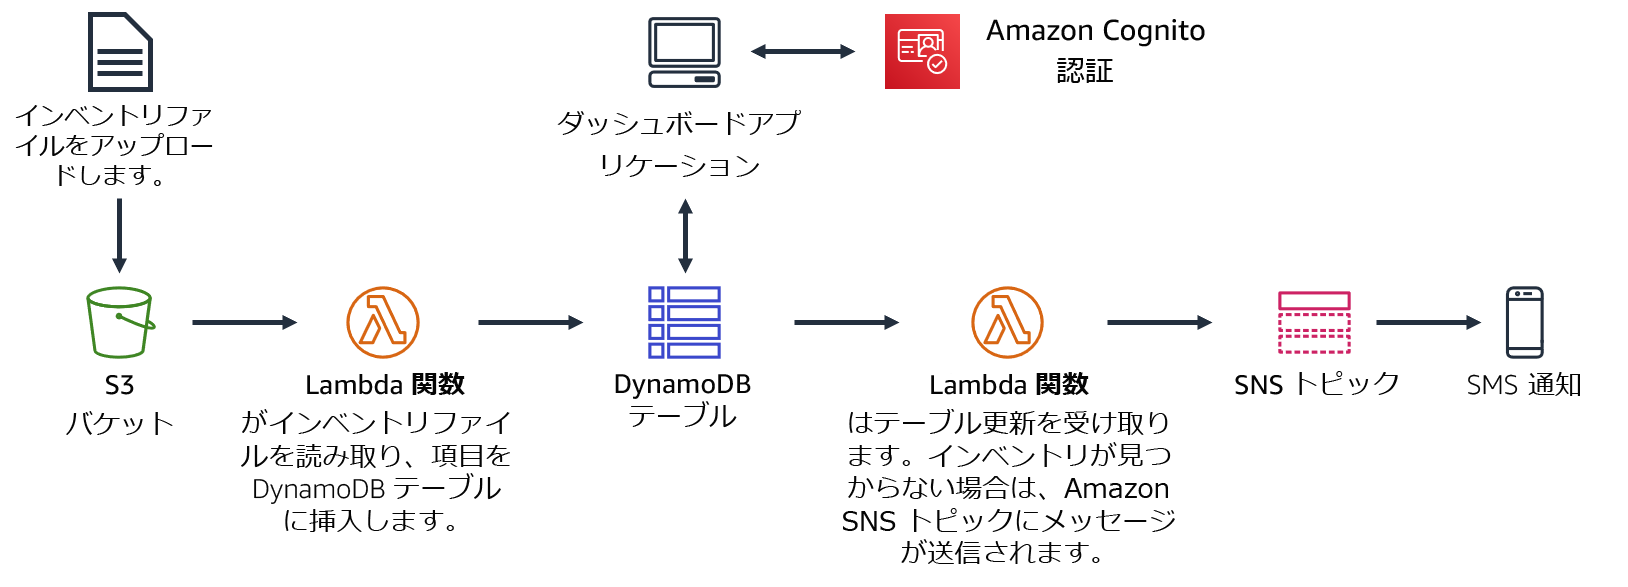 インベントリファ
イルをアップロー
ドします。
ダッシュボードアプ
リケーション
Amazon Cognito
認証
S3
バケット
Lambda 関数
がインベントリファイ
ルを読み取り、項目を
DynamoDB テーブル
に挿入します。
DynamoDB
テーブル
Lambda 関数
はテーブル更新を受け取り
ます。インベントリが見つ
からない場合は、Amazon
SNS トピックにメッセージ
が送信されます。
SNS トピック
SMS 通知